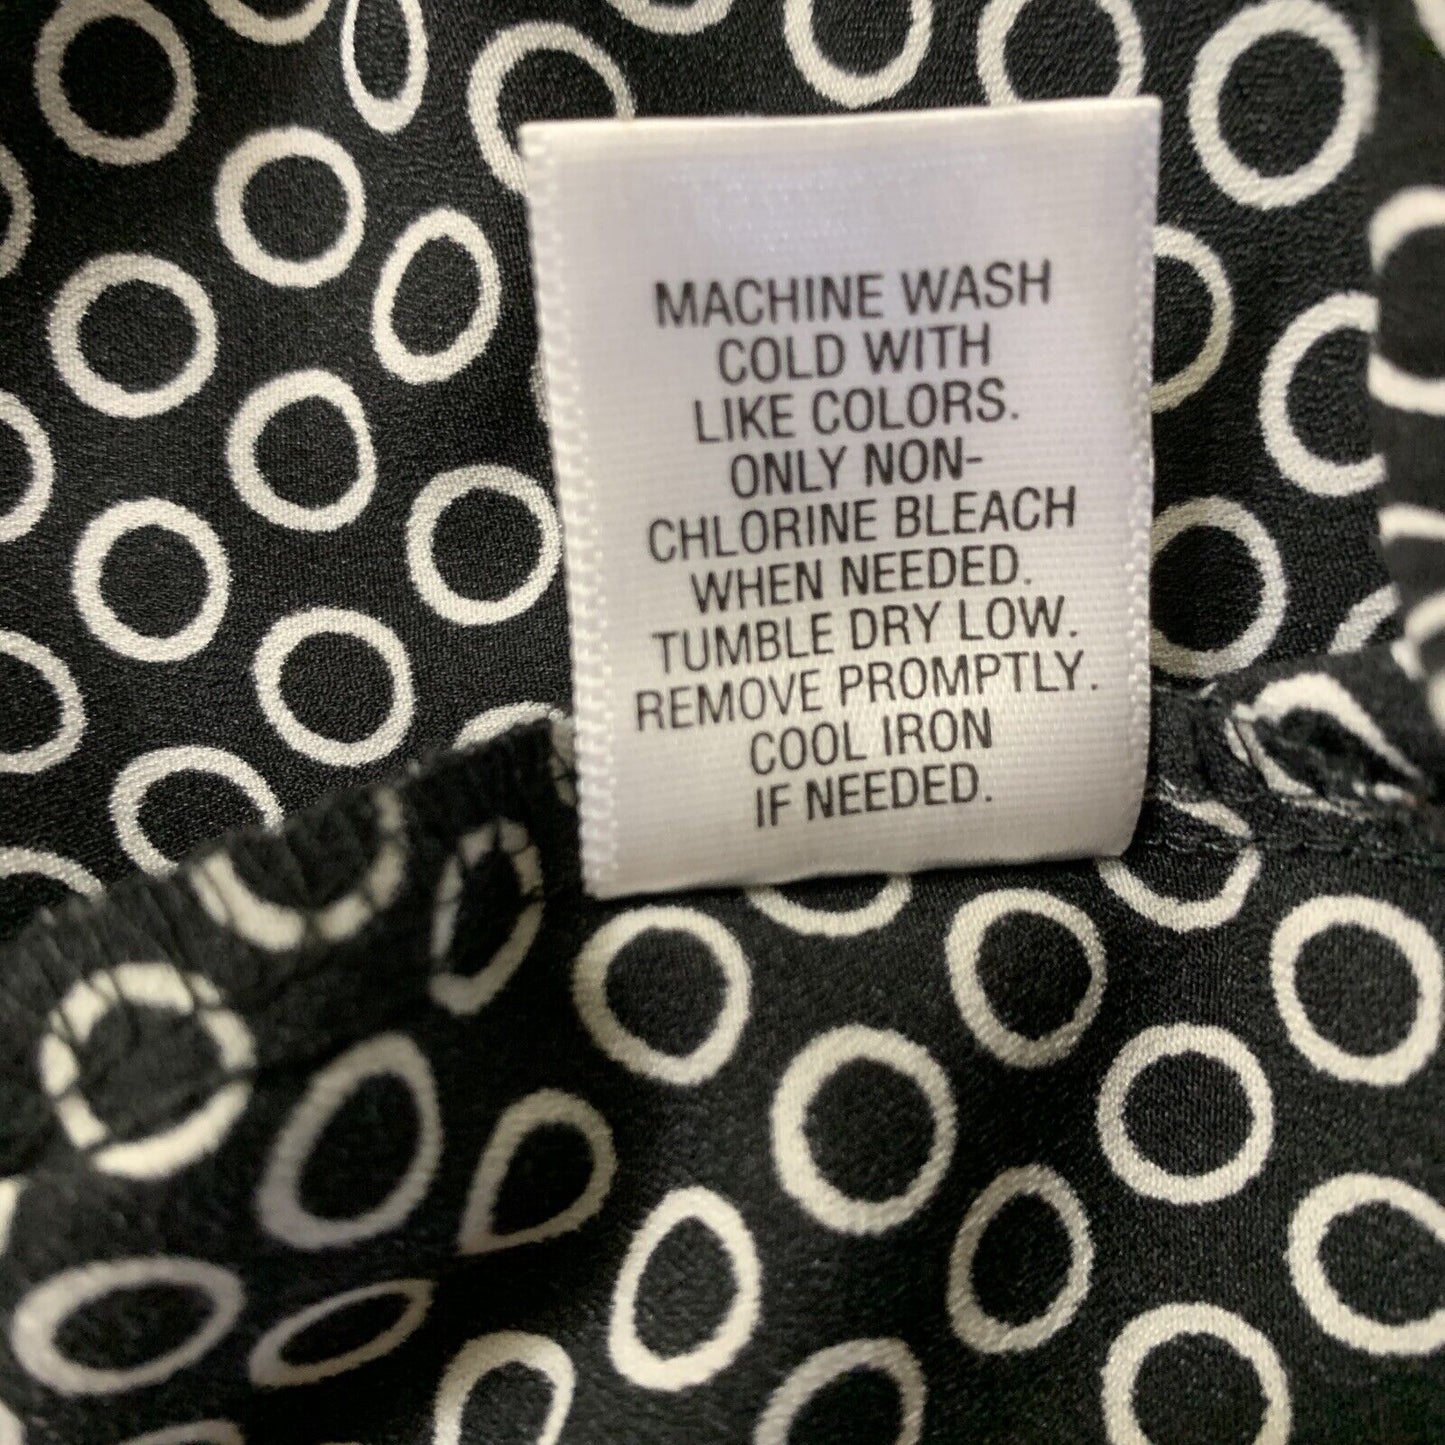 MACHINE WASH
COLD WITH
LIKE COLORS.
ONLY NON-
CHLORINE BLEACH
WHEN NEEDED.
TUMBLE DRY LOW.
REMOVE PROMPTLY.
COOL IRON
IF NEEDED.